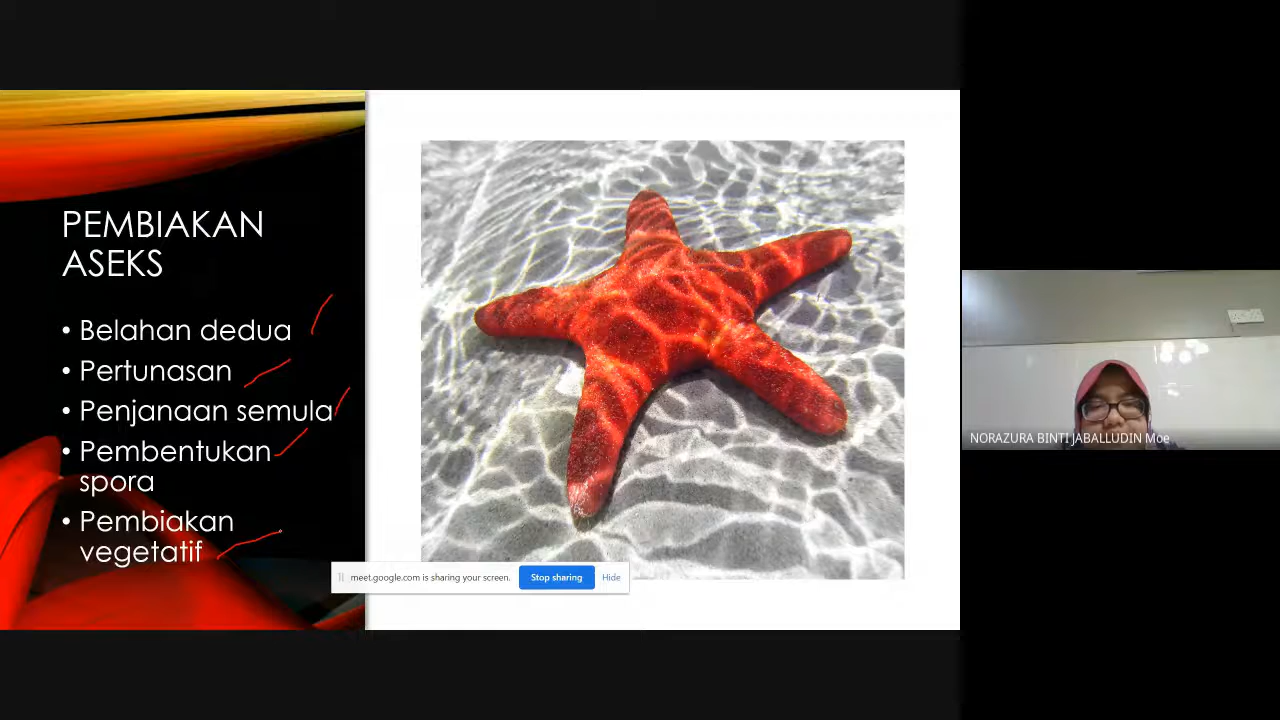 PEMBIAKAN
ASEKS
• Belahan dedua
• Pertunasan
• Penjanaan semula
• Pembentukan
spora
• Pembiakan
vegetatif
meet.google.com is sharing your screen.
Stop sharing
Hide
NORAZURA BINTI JABALLUDIN Moe